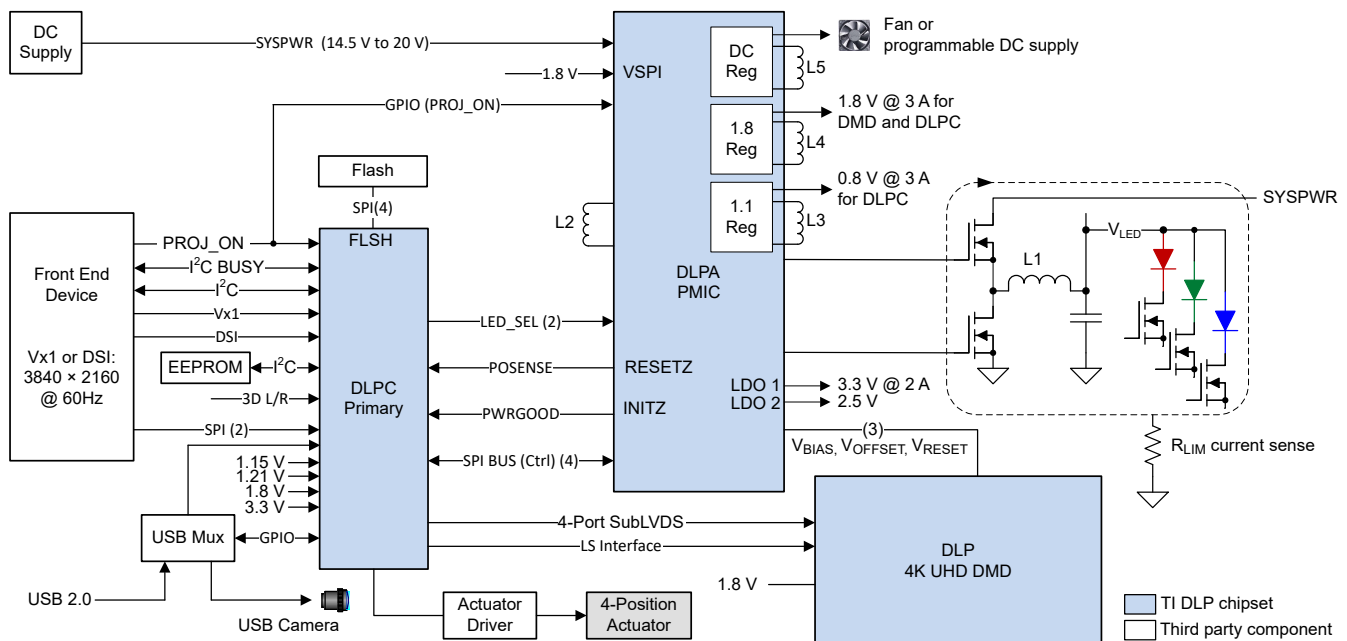 DC
Supply
SYSPWR (14.5 V to 20 V)
1.8 V
VSPI
GPIO (PROJ_ON)
DC
Reg
L5
Fan or
programmable DC supply
1.8
Reg
L4
1.8 V @ 3 A for
DMD and DLPC
1.1
Reg
L3
0.8 V @ 3 A
for DLPC
Flash
SPI(4)
FLSH
L2
DLPA
PMIC
SYSPWR
VLED
L1
Front End
Device
Vx1 or DSI:
3840 × 2160
@ 60Hz
PROJ_ON
I2C BUSY
I2C
Vx1
DSI
EEPROM
I2C
3D L/R
SPI (2)
1.15 V
1.21 V
1.8 V
3.3 V
DLPC
Primary
LED_SEL (2)
POSENSE
RESETZ
PWRGOOD
INITZ
SPI BUS (Ctrl) (4)
LDO 1
3.3 V @ 2 A
LDO 2
2.5 V
(3)
VBIAS, VOFFSET, VRESET
RLIM current sense
USB Mux
GPIO
4-Port SubLVDS
LS Interface
DLP
4K UHD DMD
1.8 V
USB 2.0
USB Camera
Actuator
Driver
4-Position
Actuator
TI DLP chipset
Third party component